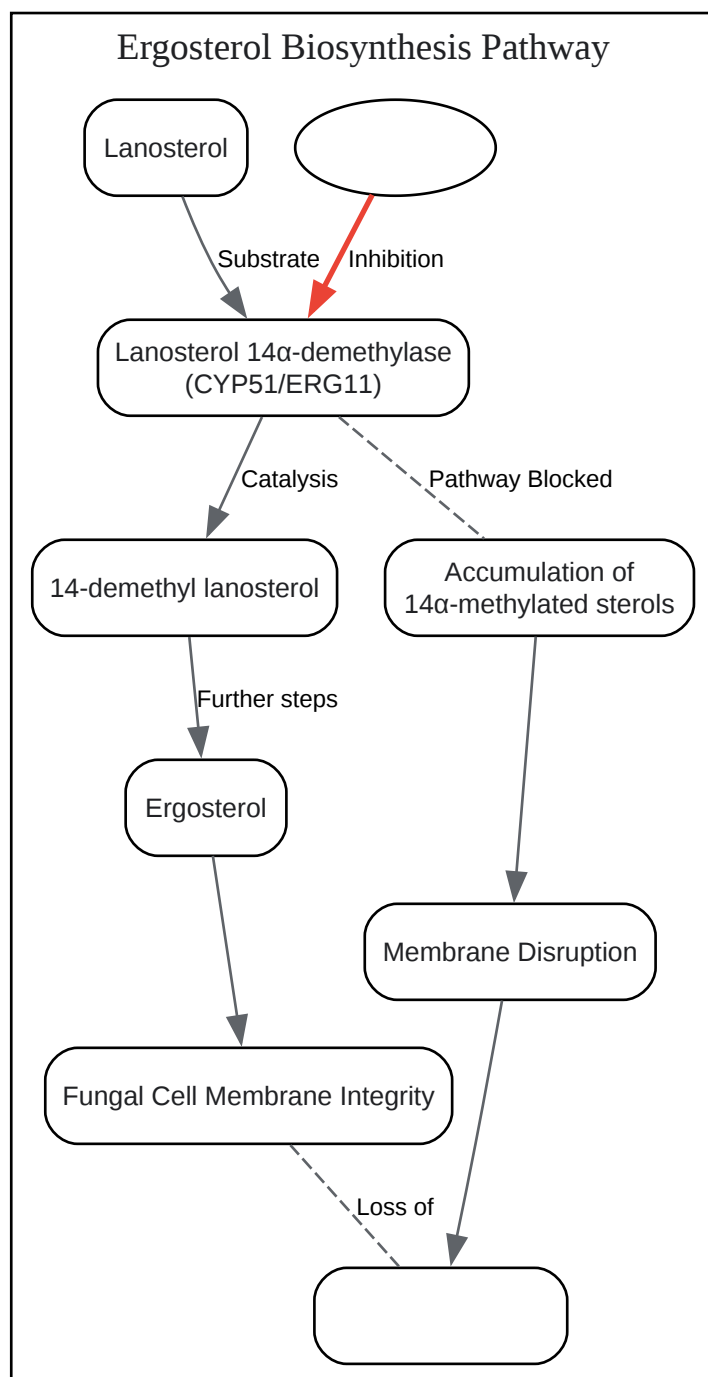 Ergosterol Biosynthesis Pathway
Lanosterol
Substrate
Inhibition
Lanosterol 14α-demethylase
(CYP51/ERG11)
Catalysis
Pathway Blocked
14-demethyl lanosterol
Accumulation of
14α-methylated sterols
Further steps
Ergosterol
Membrane Disruption
Fungal Cell Membrane Integrity
Loss of